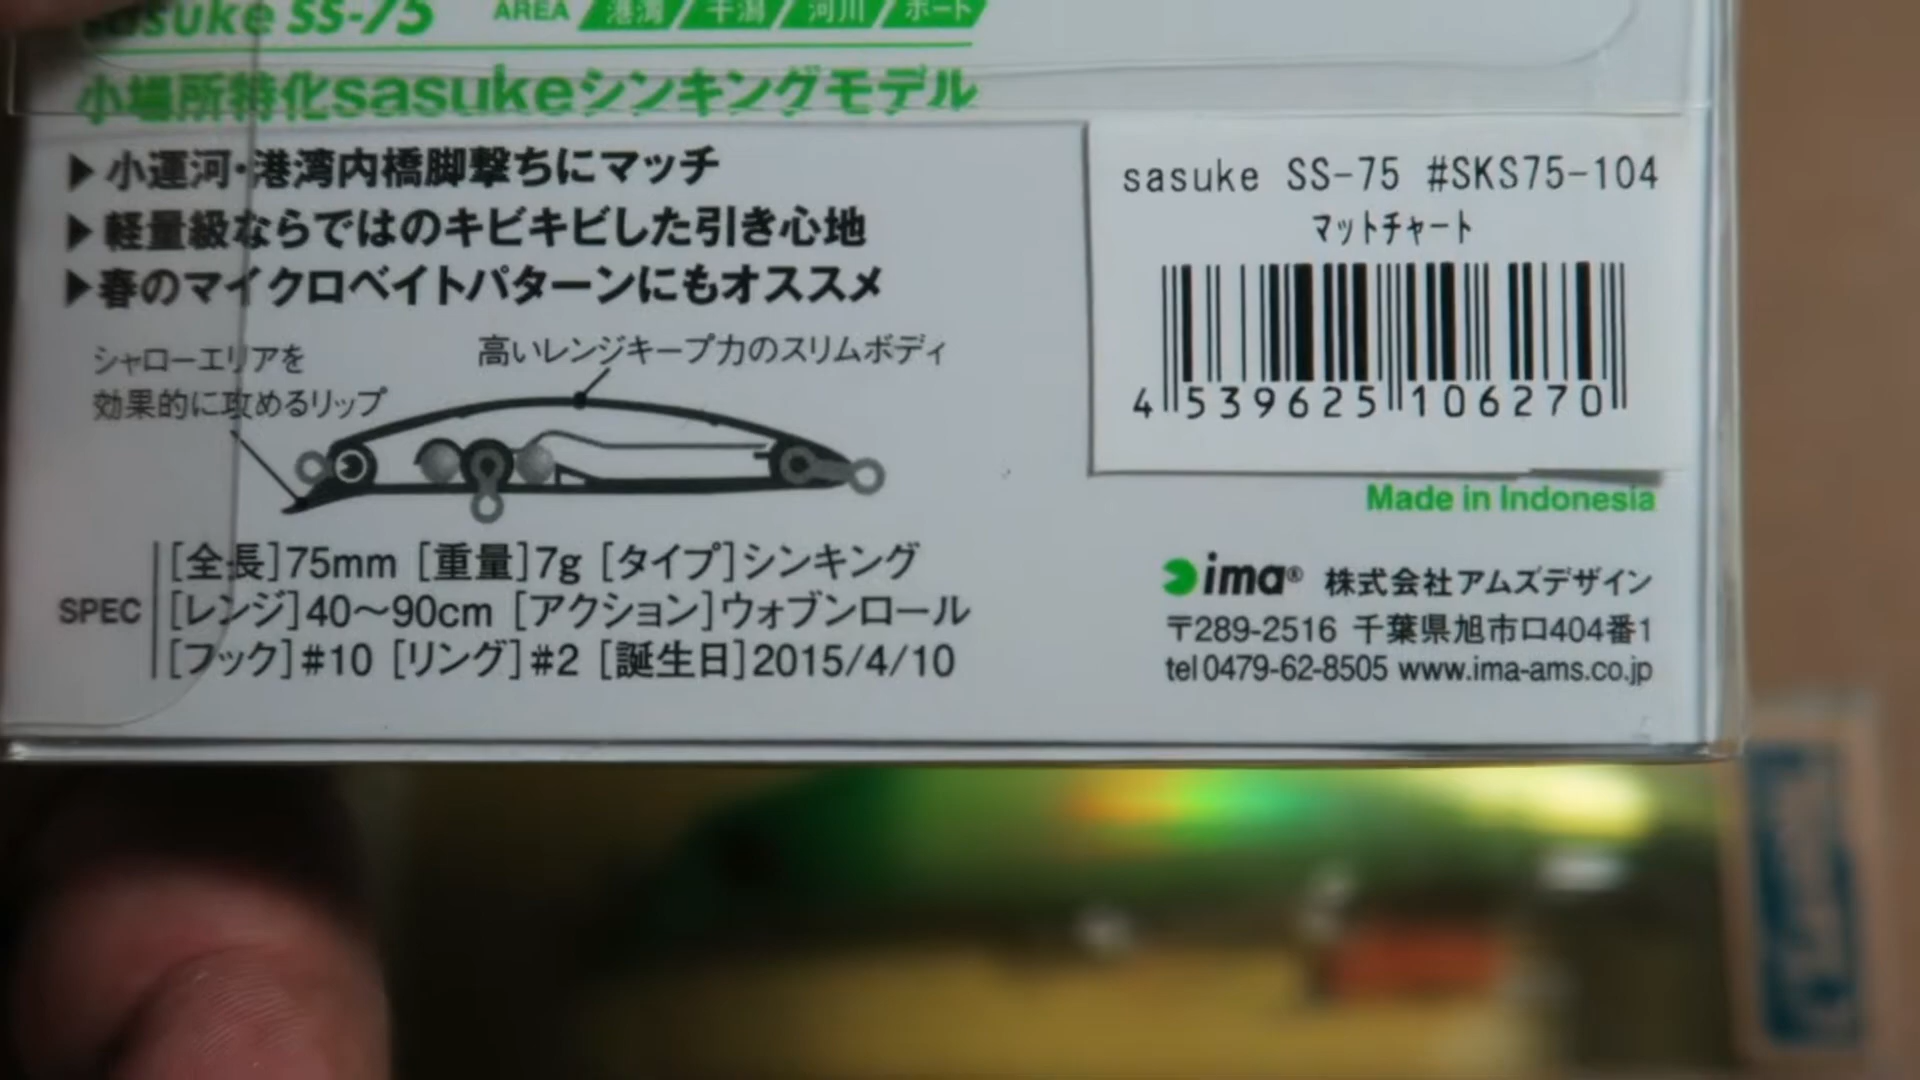 sasuke SS-75 AREA 港湾 干潟 河川 ボート
小場所特化sasukeシンキングモデル
▶小運河・港湾内橋脚撃ちにマッチ
▶軽量級ならではのキビキビした引き心地
▶春のマイクロベイトパターンにもオススメ
シャローエリアを
効果的に攻めるリップ
高いレンジキープ力のスリムボディ
SPEC
[全長]75mm [重量]7g [タイプ]シンキング
[レンジ]40〜90cm [アクション]ウォブンロール
[フック]#10 [リング]#2 [誕生日]2015/4/10
sasuke SS-75 #SKS75-104
マットチャート
4 539625 106270
Made in Indonesia
ima® 株式会社アムズデザイン
〒289-2516 千葉県旭市ロ404番1
tel 0479-62-8505 www.ima-ams.co.jp